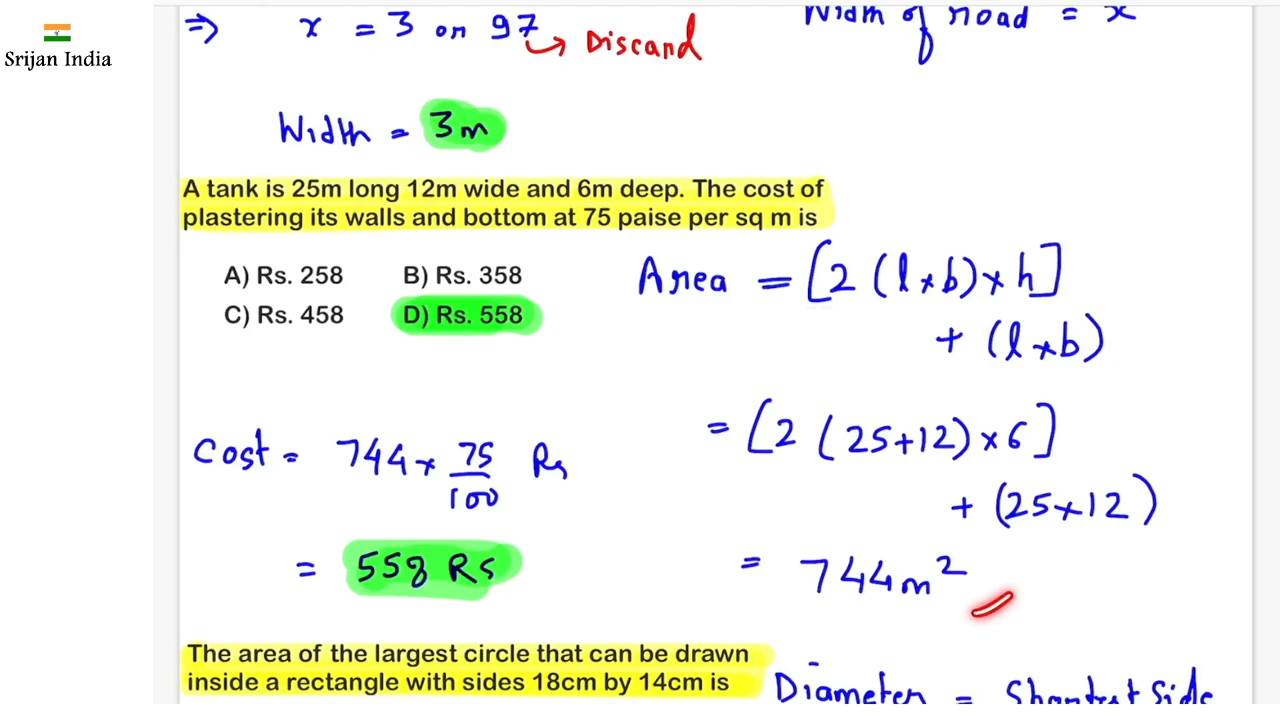 ⇒ x = 3 or 97 → Discard
Width of road = x
Srijan India
Width = 3m
A tank is 25m long 12m wide and 6m deep. The cost of
plastering its walls and bottom at 75 paise per sq m is
A) Rs. 258 B) Rs. 358
C) Rs. 458 D) Rs. 558
Area = [2 (l×b)×h]
+ (l×b)
= [2 (25+12)×6]
+ (25×12)
= 744m²
Cost = 744 × 75/100 Rs
= 558 Rs
The area of the largest circle that can be drawn
inside a rectangle with sides 18cm by 14cm is
Diameter = Shortest Side